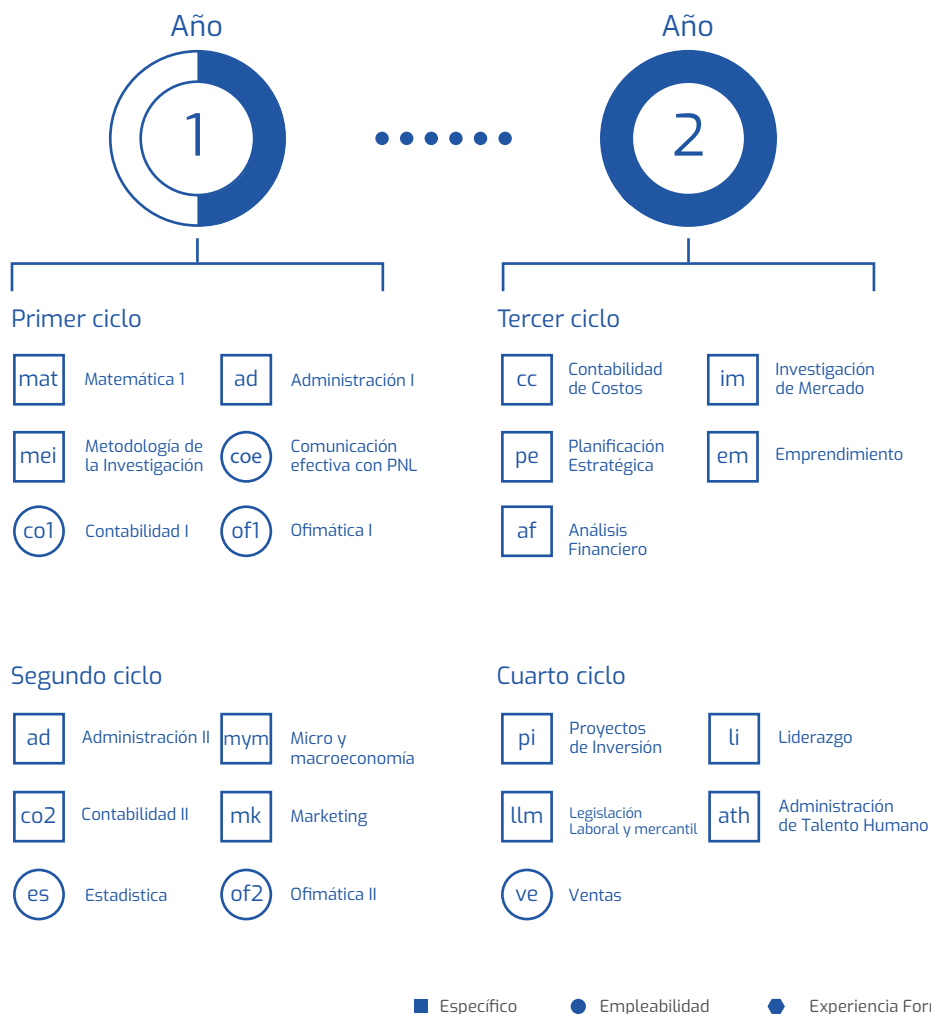 Año
1
Año
2
Primer ciclo
mat
Matemática 1
ad
Administración I
mei
Metodología de
la Investigación
coe
Comunicación
efectiva con PNL
co1
Contabilidad I
of1
Ofimática I
Tercer ciclo
cc
Contabilidad
de Costos
im
Investigación
de Mercado
pe
Planificación
Estratégica
em
Emprendimiento
af
Análisis
Financiero
Segundo ciclo
ad
Administración II
mym
Micro y
macroeconomía
co2
Contabilidad II
mk
Marketing
es
Estadistica
of2
Ofimática II
Cuarto ciclo
pi
Proyectos
de Inversión
li
Liderazgo
llm
Legislación
Laboral y mercantil
ath
Administración
de Talento Humano
ve
Ventas
Específico
Empleabilidad
Experiencia